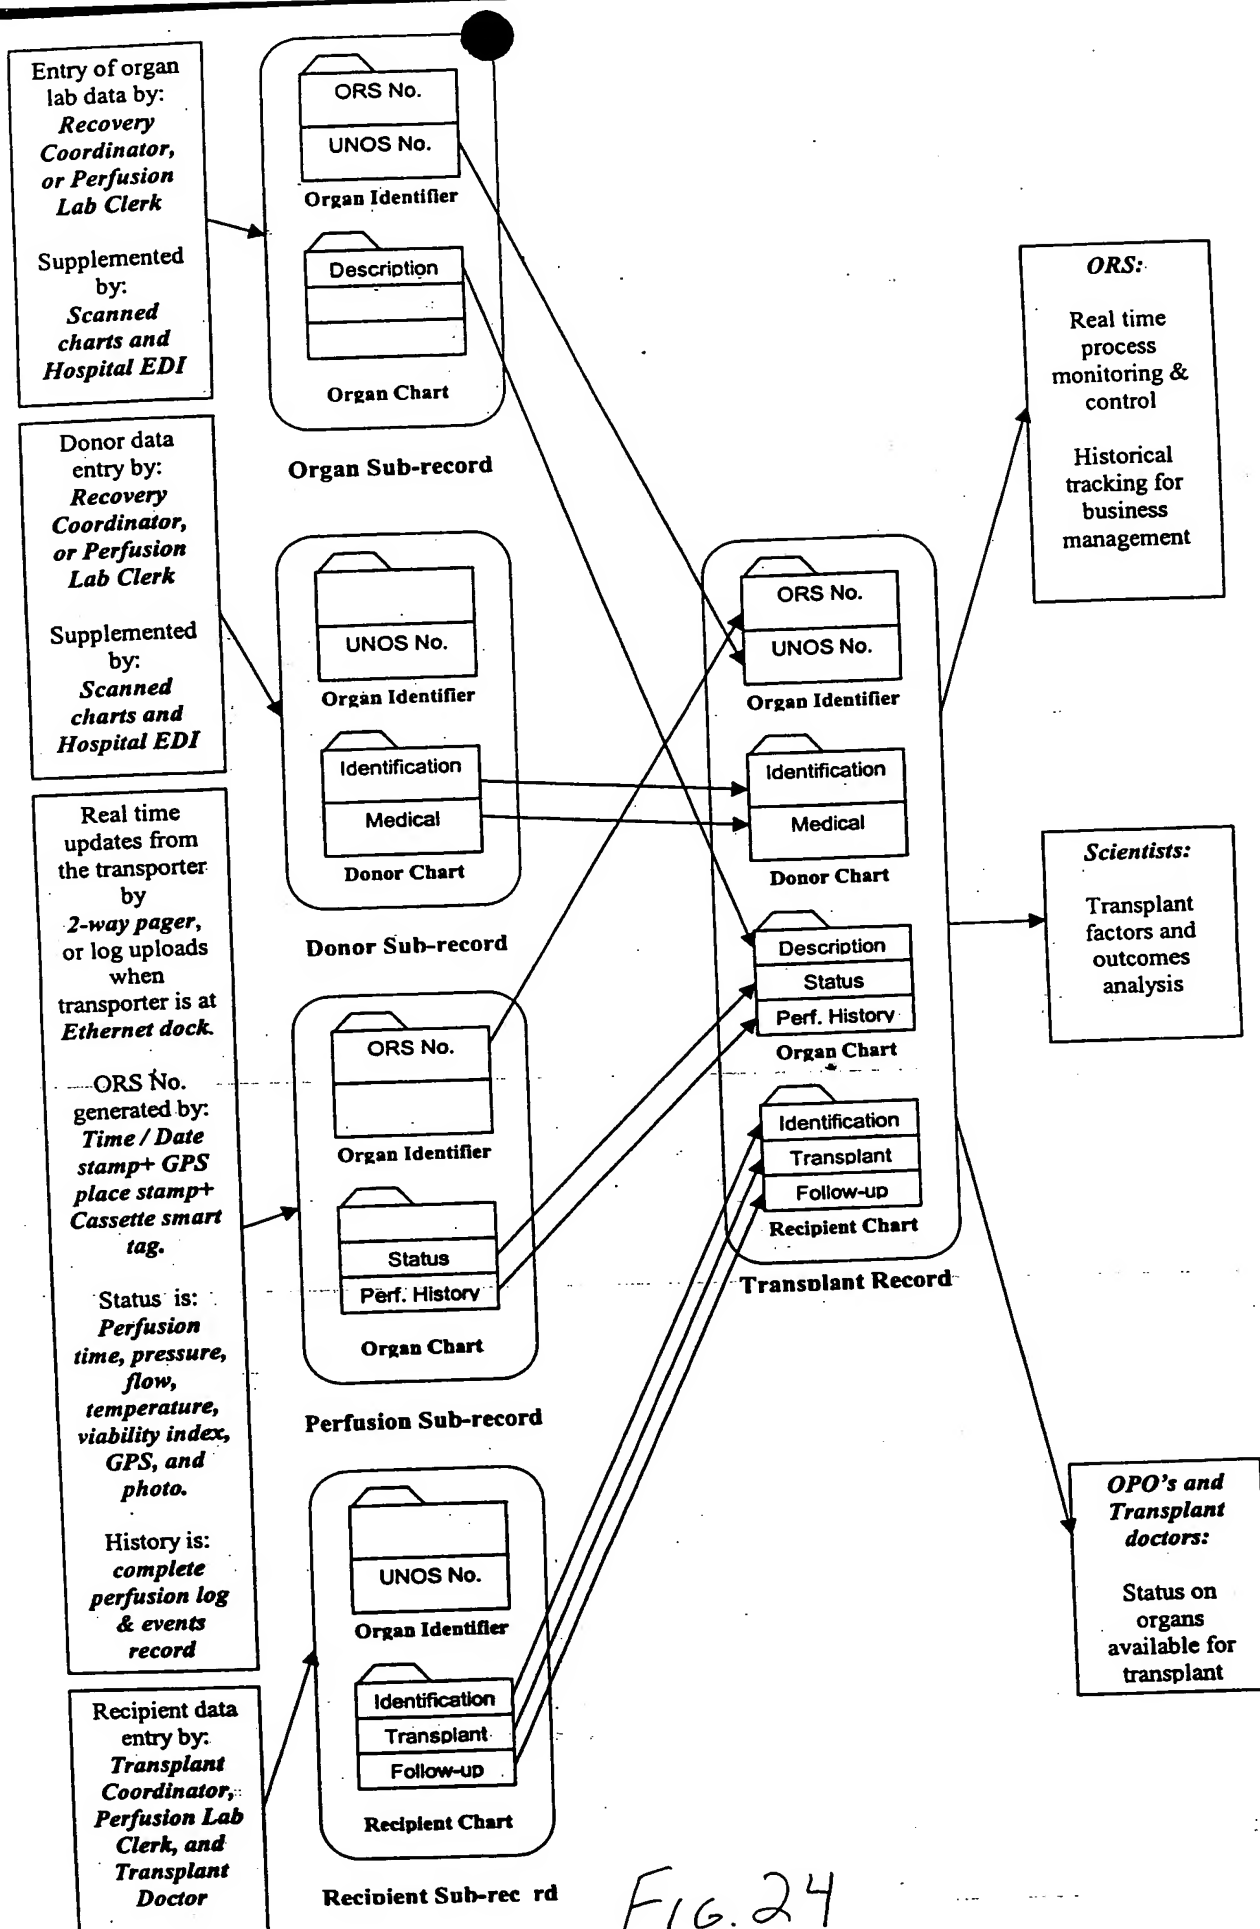 Entry of organ
lab data by:
Recovery
Coordinator,
or Perfusion
Lab Clerk
Supplemented
by:
Scanned
charts and
Hospital EDI
ORS No.
UNOS No.
Organ Identifier
Description
Organ Chart
Organ Sub-record
Donor data
entry by:
Recovery
Coordinator,
or Perfusion
Lab Clerk
Supplemented
by:
Scanned
charts and
Hospital EDI
UNOS No.
Organ Identifier
Identification
Medical
Donor Chart
Donor Sub-record
Real time
updates from
the transporter
by
2-way pager,
or log uploads
when
transporter is at
Ethernet dock.
ORS No.
generated by:
Time / Date
stamp+ GPS
place stamp+
Cassette smart
tag.
Status is:
Perfusion
time, pressure,
flow,
temperature,
viability index,
GPS, and
photo.
History is:
complete
perfusion log
& events
record
ORS No.
Organ Identifier
Status
Perf. History
Organ Chart
Perfusion Sub-record
Recipient data
entry by:
Transplant
Coordinator,
Perfusion Lab
Clerk, and
Transplant
Doctor
UNOS No.
Organ Identifier
Identification
Transplant
Follow-up
Recipient Chart
Recipient Sub-rec rd
ORS No.
UNOS No.
Organ Identifier
Identification
Medical
Donor Chart
Description
Status
Perf. History
Organ Chart
Identification
Transplant
Follow-up
Recipient Chart
Transplant Record
ORS:
Real time
process
monitoring &
control
Historical
tracking for
business
management
Scientists:
Transplant
factors and
outcomes
analysis
OPO's and
Transplant
doctors:
Status on
organs
available for
transplant
FIG. 24